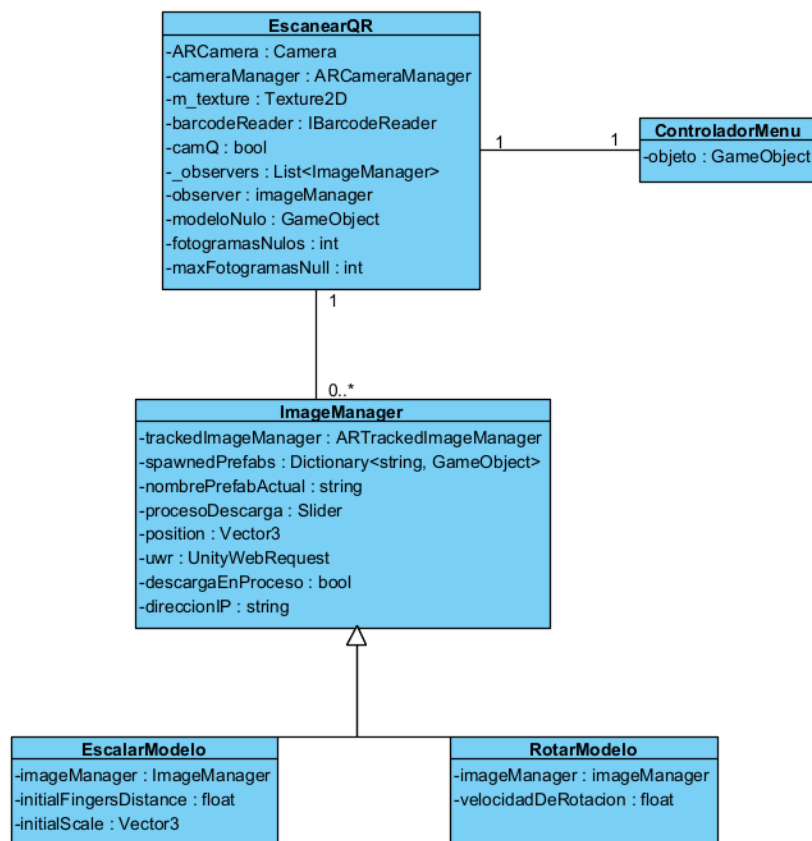 EscanearQR
-ARCamera : Camera
-cameraManager : ARCameraManager
-m_texture : Texture2D
-barcodeReader : IBarcodeReader
-camQ : bool
-_observers : List<ImageManager>
-observer : imageManager
-modeloNulo : GameObject
-fotogramasNulos : int
-maxFotogramasNull : int
1
1
ControladorMenu
-objeto : GameObject
1
0..*
ImageManager
-trackedImageManager : ARTrackedImageManager
-spawnedPrefabs : Dictionary<string, GameObject>
-nombrePrefabActual : string
-procesoDescarga : Slider
-position : Vector3
-uwr : UnityWebRequest
-descargaEnProceso : bool
-direccionIP : string
EscalarModelo
-imageManager : ImageManager
-initialFingersDistance : float
-initialScale : Vector3
RotarModelo
-imageManager : imageManager
-velocidadDeRotacion : float